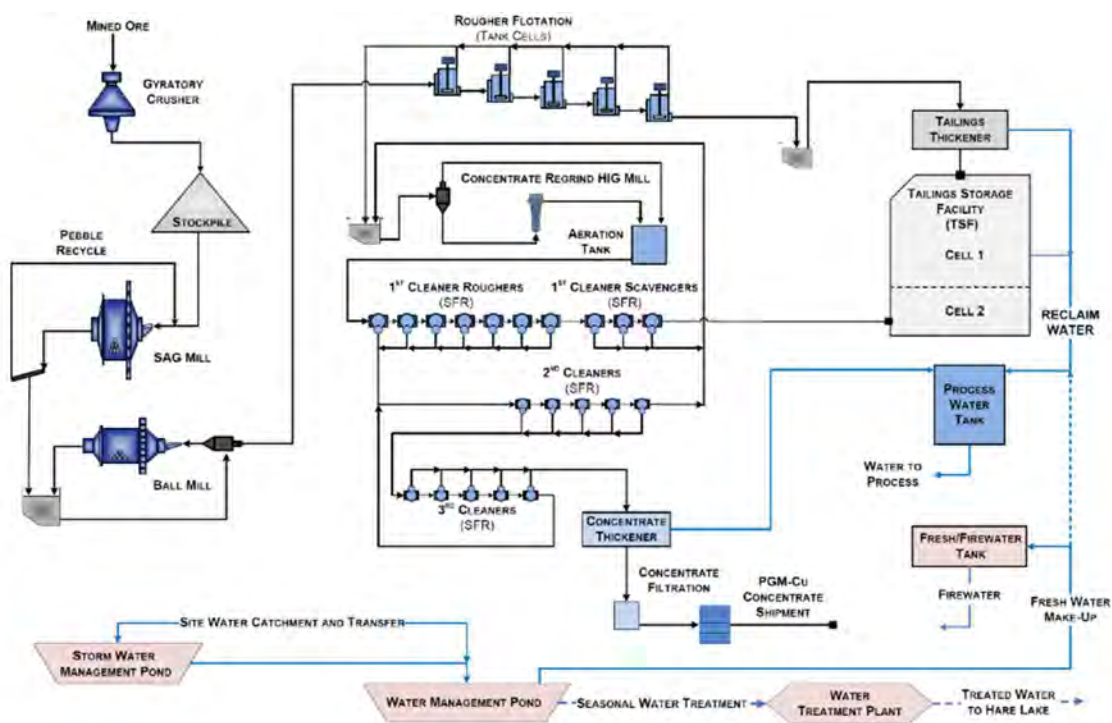 MINED ORE
GYRATORY
CRUSHER
STOCKPILE
PEBBLE
RECYCLE
SAG MILL
BALL MILL
ROUGHER FLOTATION
(TANK CELLS)
CONCENTRATE REGRIND HIG MILL
AERATION
TANK
1ST CLEANER ROUGHERS
(SFR)
1ST CLEANER SCAVENGERS
(SFR)
2ND CLEANERS
(SFR)
3RD CLEANERS
(SFR)
TAILINGS
THICKENER
TAILINGS STORAGE
FACILITY
(TSF)
CELL 1
CELL 2
RECLAIM
WATER
PROCESS
WATER
TANK
WATER TO
PROCESS
CONCENTRATE
THICKENER
CONCENTRATE
FILTRATION
PGM-CU
CONCENTRATE
SHIPMENT
FRESH/FIREWATER
TANK
FIREWATER
FRESH WATER
MAKE-UP
SITE WATER CATCHMENT AND TRANSFER
STORM WATER
MANAGEMENT POND
WATER MANAGEMENT POND
SEASONAL WATER TREATMENT
WATER
TREATMENT PLANT
TREATED WATER
TO HARE LAKE